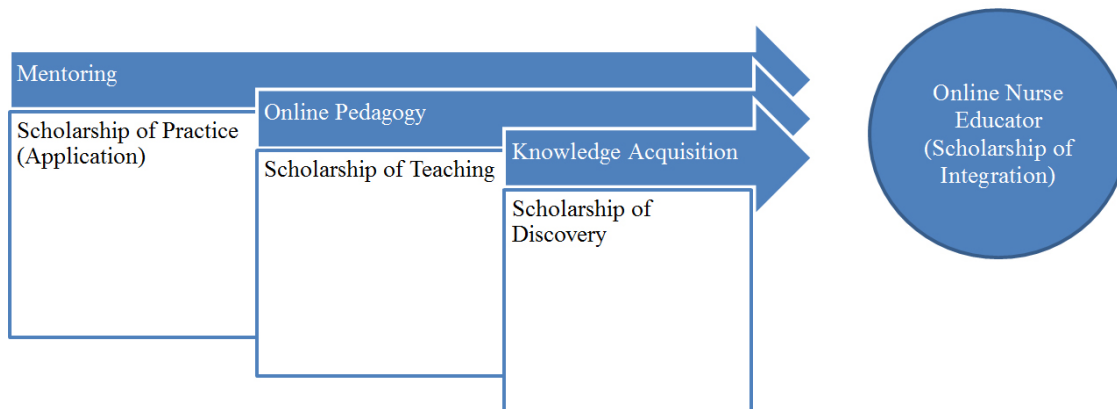 Mentoring
Scholarship of Practice
(Application)
Online Pedagogy
Scholarship of Teaching
Knowledge Acquisition
Scholarship of
Discovery
Online Nurse
Educator
(Scholarship of
Integration)